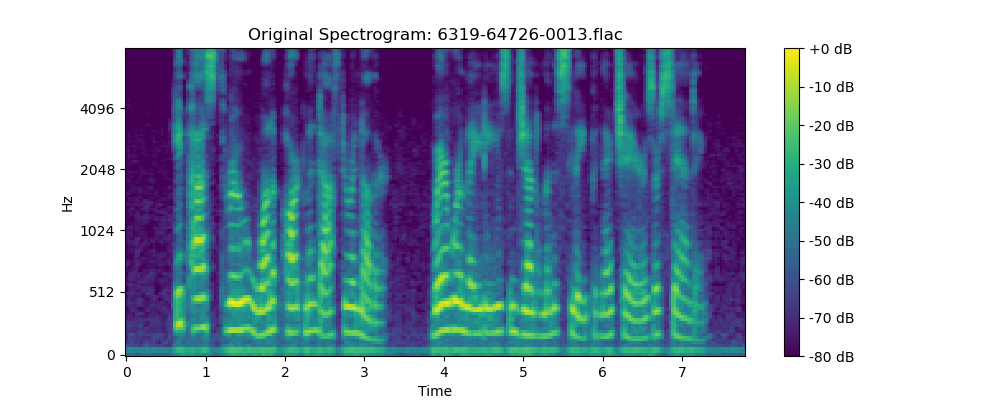 Original Spectrogram: 6319-64726-0013.flac
Hz
4096
2048
1024
512
0
0 1 2 3 4 5 6 7
Time
+0 dB
-10 dB
-20 dB
-30 dB
-40 dB
-50 dB
-60 dB
-70 dB
-80 dB